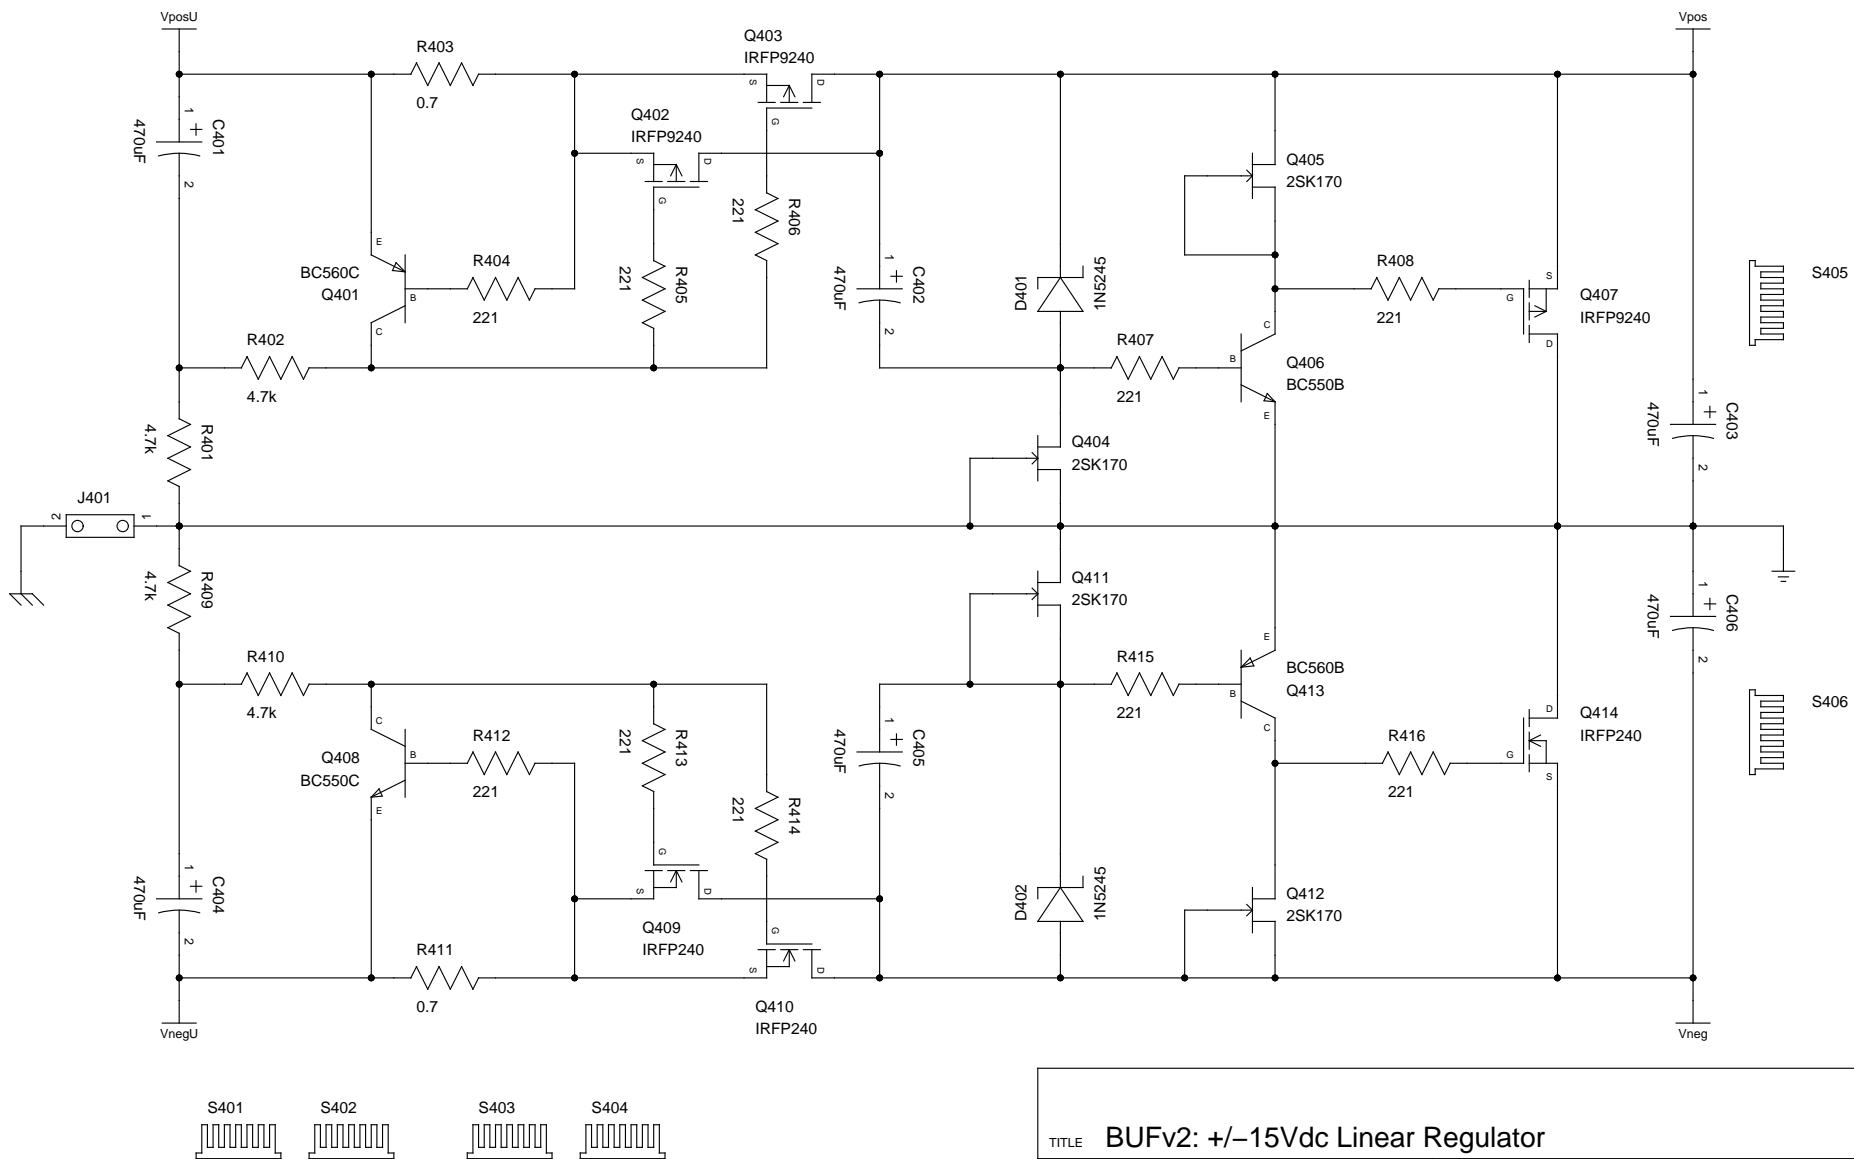 VposU
Vpos
R403
0.7
Q403
IRFP9240
S
D
G
Q402
IRFP9240
S
D
G
1
+
C401
470uF
2
Q405
2SK170
R406
221
E
BC560C
Q401
B
C
R404
221
R405
221
1
+
C402
470uF
2
D401
1N5245
R408
221
S
G
D
Q407
IRFP9240
S405
R402
4.7k
R407
221
C
B
E
Q406
BC550B
R401
4.7k
Q404
2SK170
1
+
C403
470uF
2
J401
2
1
R409
4.7k
Q411
2SK170
1
+
C406
470uF
2
R410
4.7k
R415
221
E
B
C
BC560B
Q413
S406
C
B
E
Q408
BC550C
R412
221
R413
221
R414
221
1
+
C405
470uF
2
R416
221
D
G
S
Q414
IRFP240
1
+
C404
470uF
2
G
S
D
Q409
IRFP240
D402
1N5245
Q412
2SK170
R411
0.7
G
S
D
Q410
IRFP240
VnegU
Vneg
S401
S402
S403
S404
TITLE BUFv2: +/−15Vdc Linear Regulator